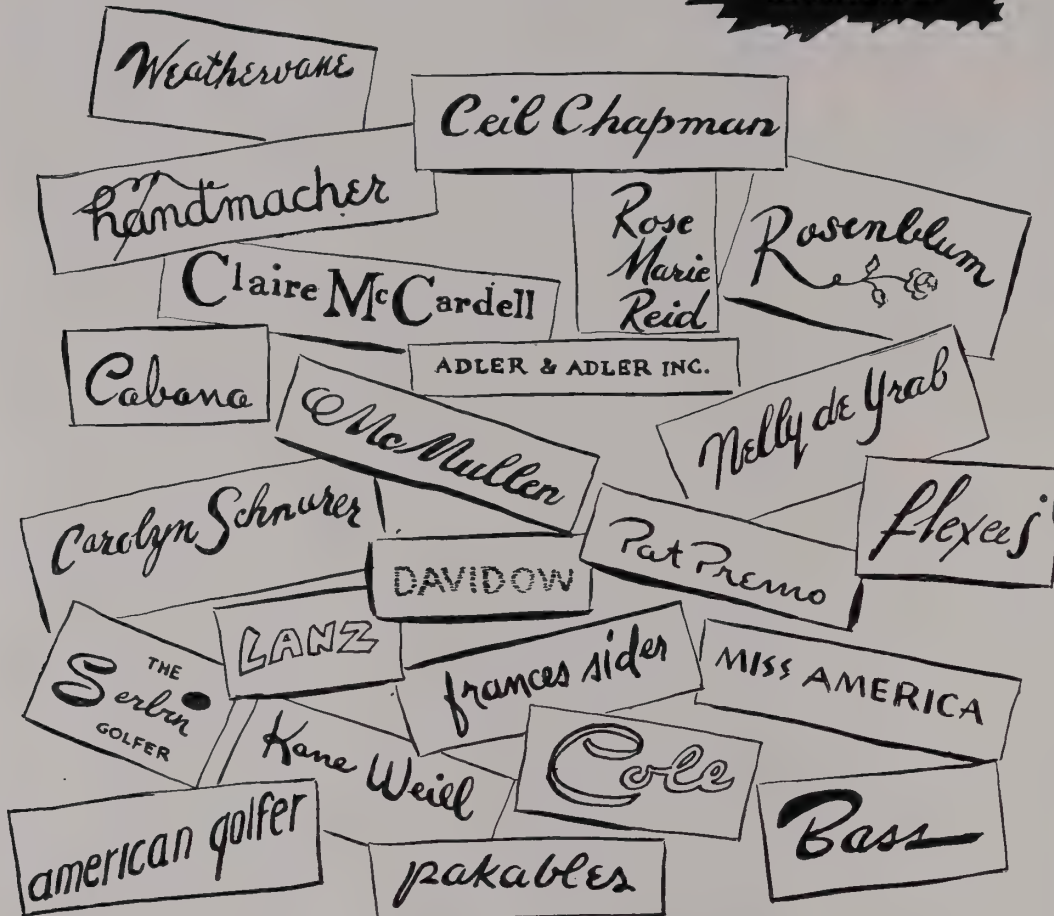 Weathervane
Ceil Chapman
handmacher
Rose
Marie
Reid
Rosenblum
Claire McCardell
Cabana
ADLER & ADLER INC.
McMullen
Nelly de Grab
Carolyn Schnurer
flexees
DAVIDOW
Pat Premo
THE
Serbin
GOLFER
LANZ
frances sider
MISS AMERICA
Kane Weill
Cole
american golfer
pakables
Bass